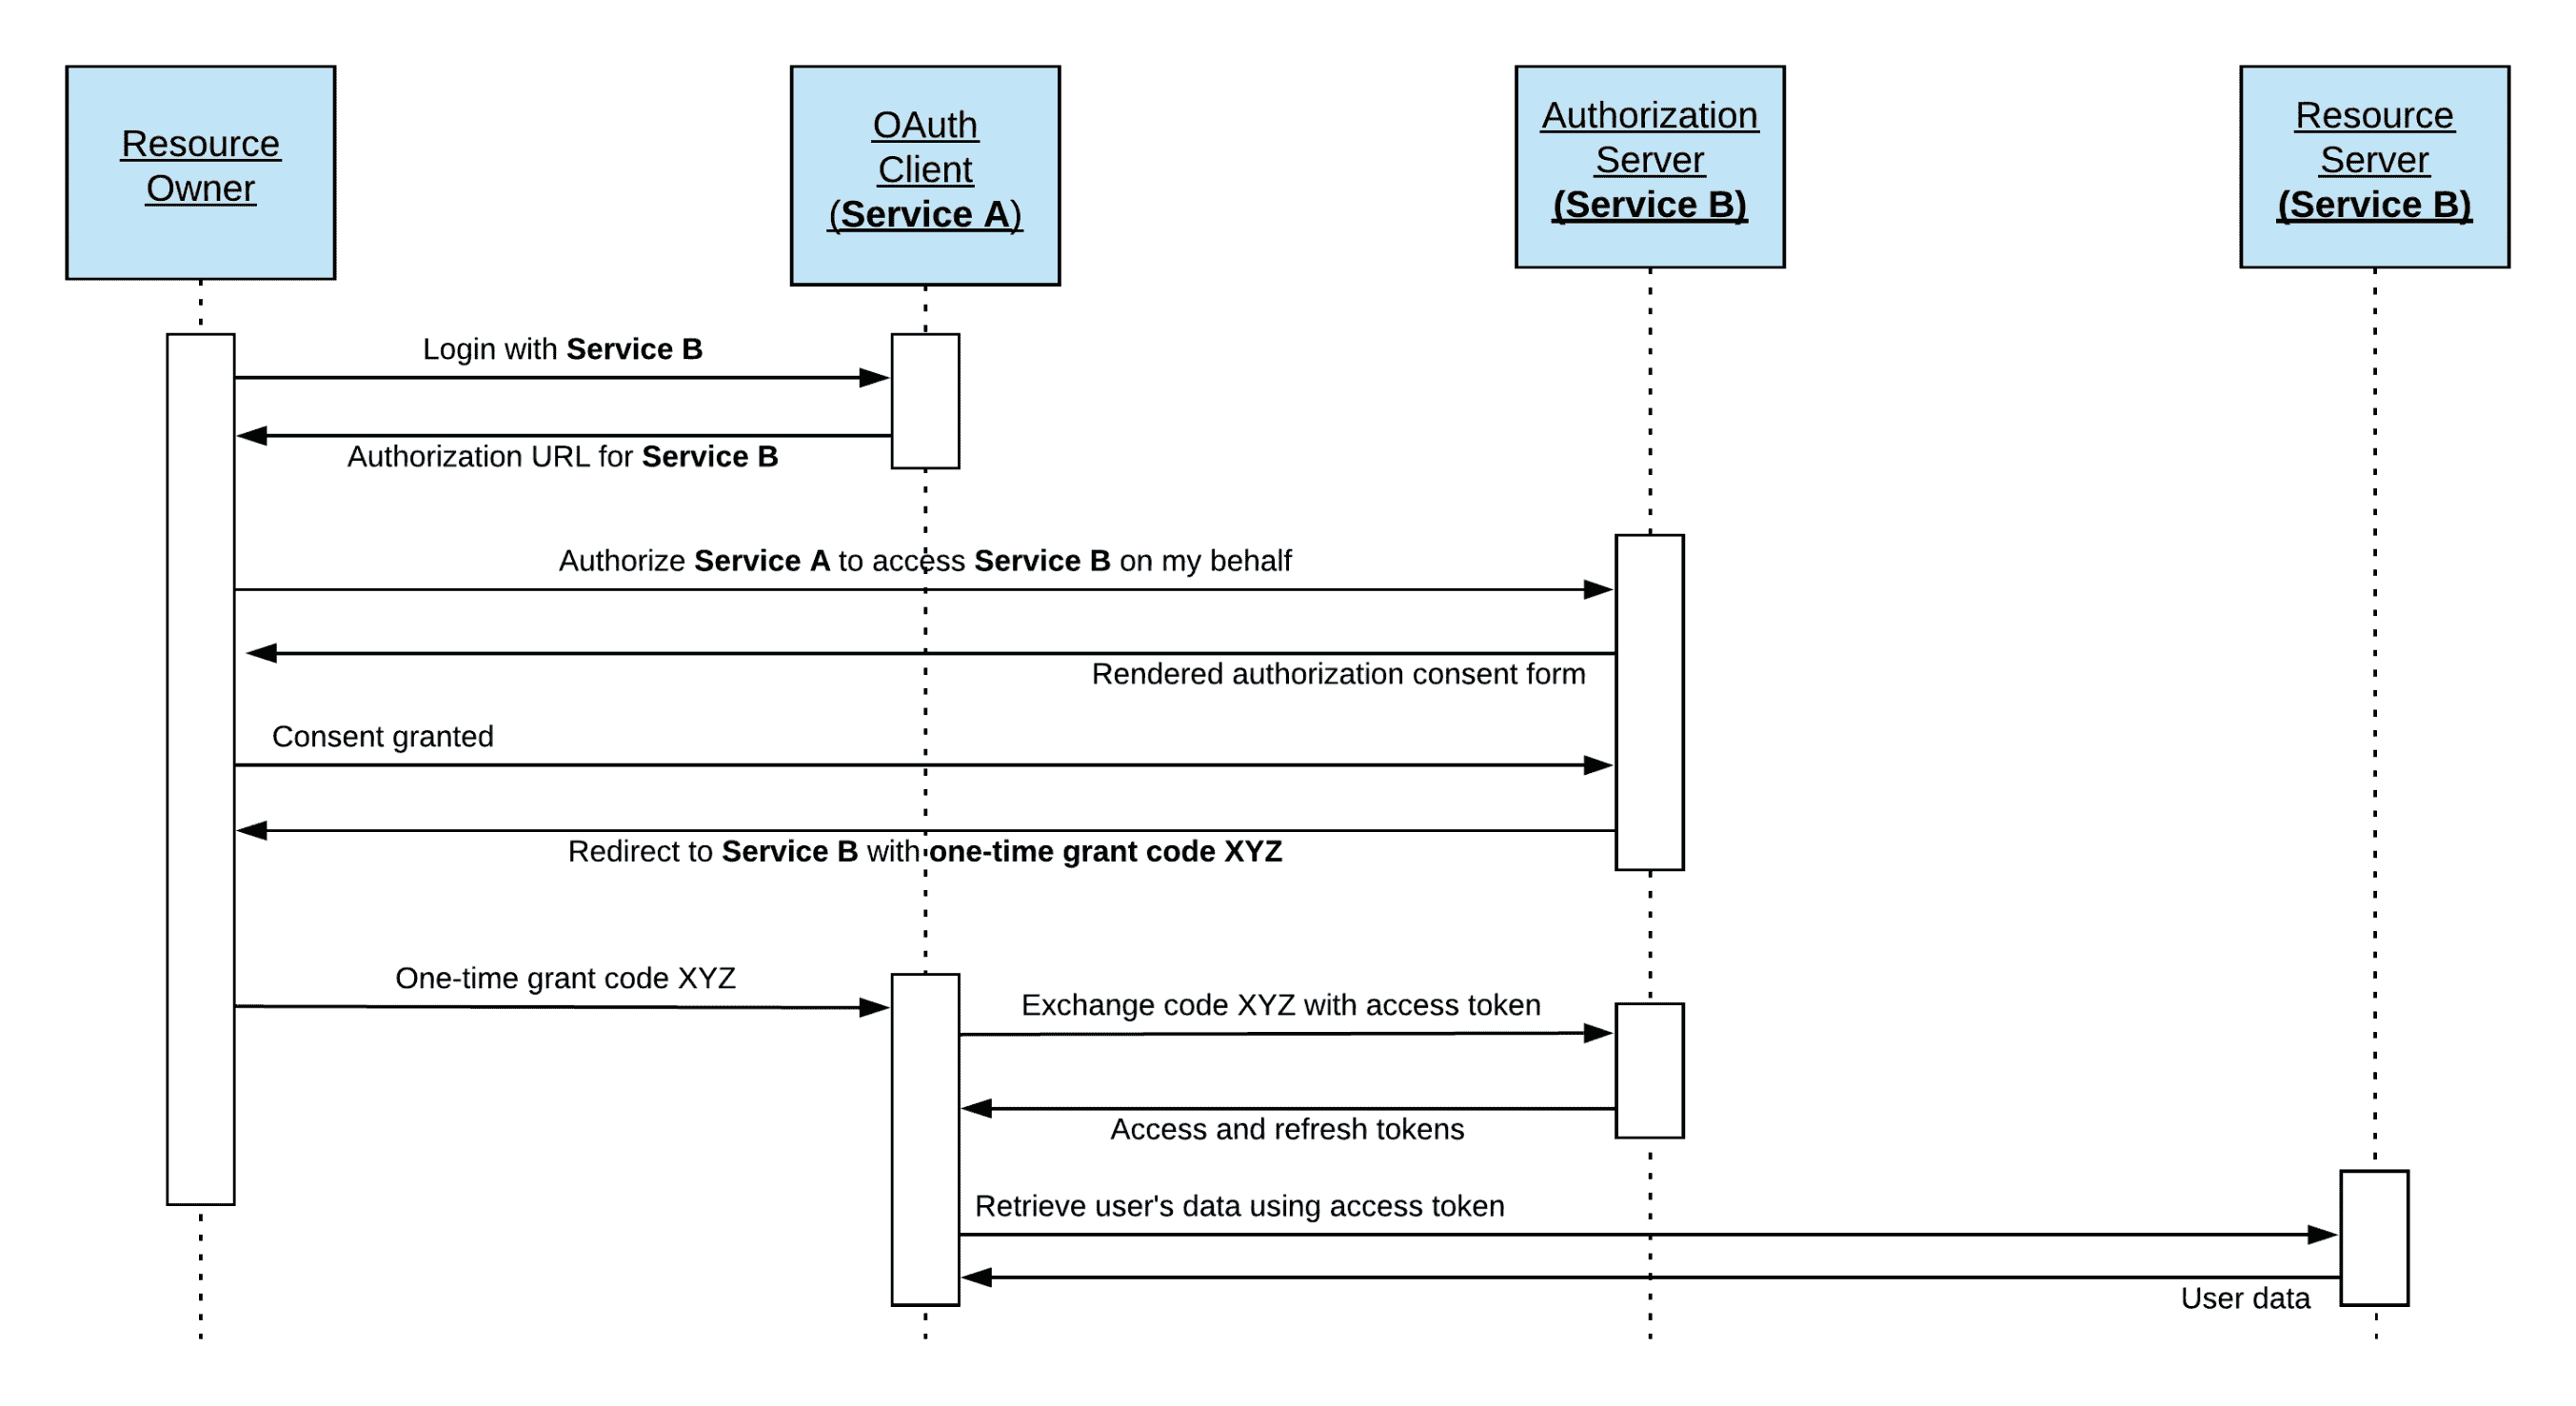 Resource
Owner
OAuth
Client
(Service A)
Authorization
Server
(Service B)
Resource
Server
(Service B)
Login with Service B
Authorization URL for Service B
Authorize Service A to access Service B on my behalf
Rendered authorization consent form
Consent granted
Redirect to Service B with one-time grant code XYZ
One-time grant code XYZ
Exchange code XYZ with access token
Access and refresh tokens
Retrieve user's data using access token
User data